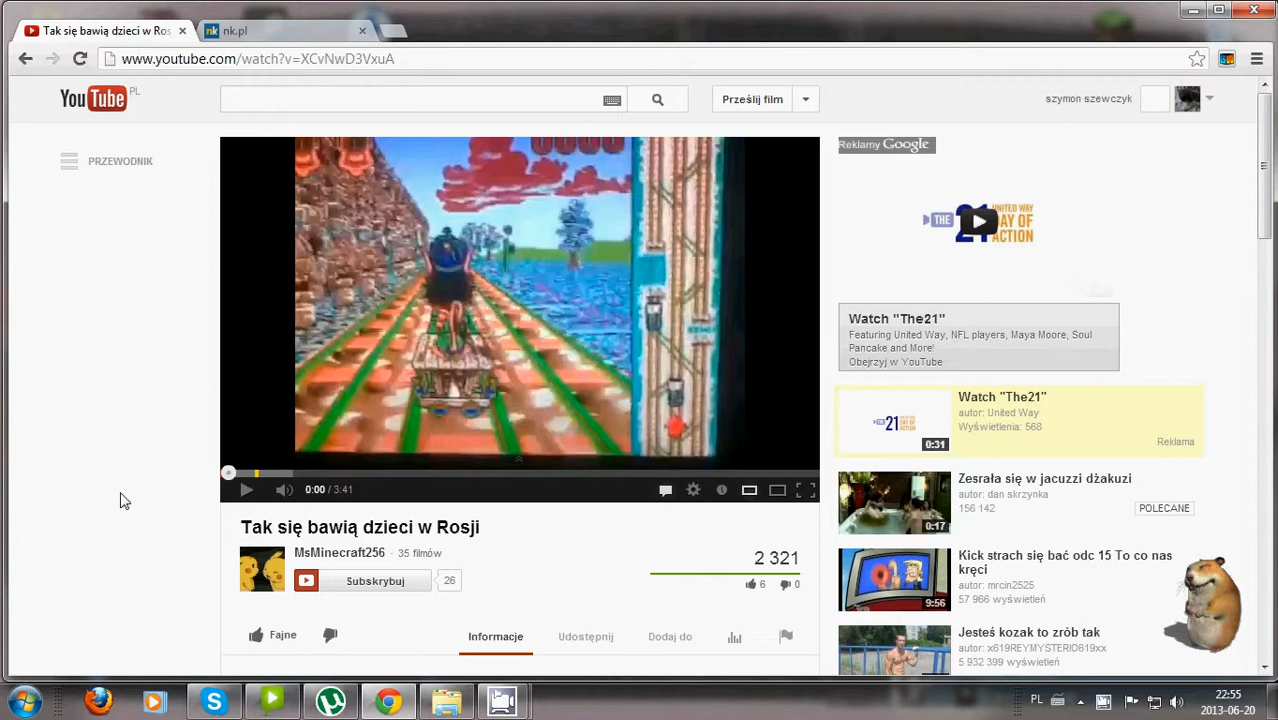 Tak się bawią dzieci w Ros
nk nk.pl
www.youtube.com/watch?v=XCvNwD3VxuA
YouTube PL
Prześlij film
szymon szewczyk
PRZEWODNIK
Reklamy Google
THE 21 UNITED WAY DAY OF ACTION
Watch "The21"
Featuring United Way, NFL players, Maya Moore, Soul
Pancake and More!
Obejrzyj w YouTube
Watch "The21"
autor: United Way
Wyświetlenia: 568
Reklama
0:31
Zesrała się w jacuzzi dżakuzi
autor: dan skrzynka
156 142
POLECANE
0:17
Kick strach się bać odc 15 To co nas
kręci
autor: mrcin2525
57 966 wyświetleń
9:56
Jesteś kozak to zrób tak
autor: x619REYMYSTERIO619xx
5 932 399 wyświetleń
0:00 / 3:41
Tak się bawią dzieci w Rosji
MsMinecraft256 · 35 filmów
Subskrybuj 26
2 321
6 0
Fajne
Informacje Udostępnij Dodaj do
PL
22:55
2013-06-20